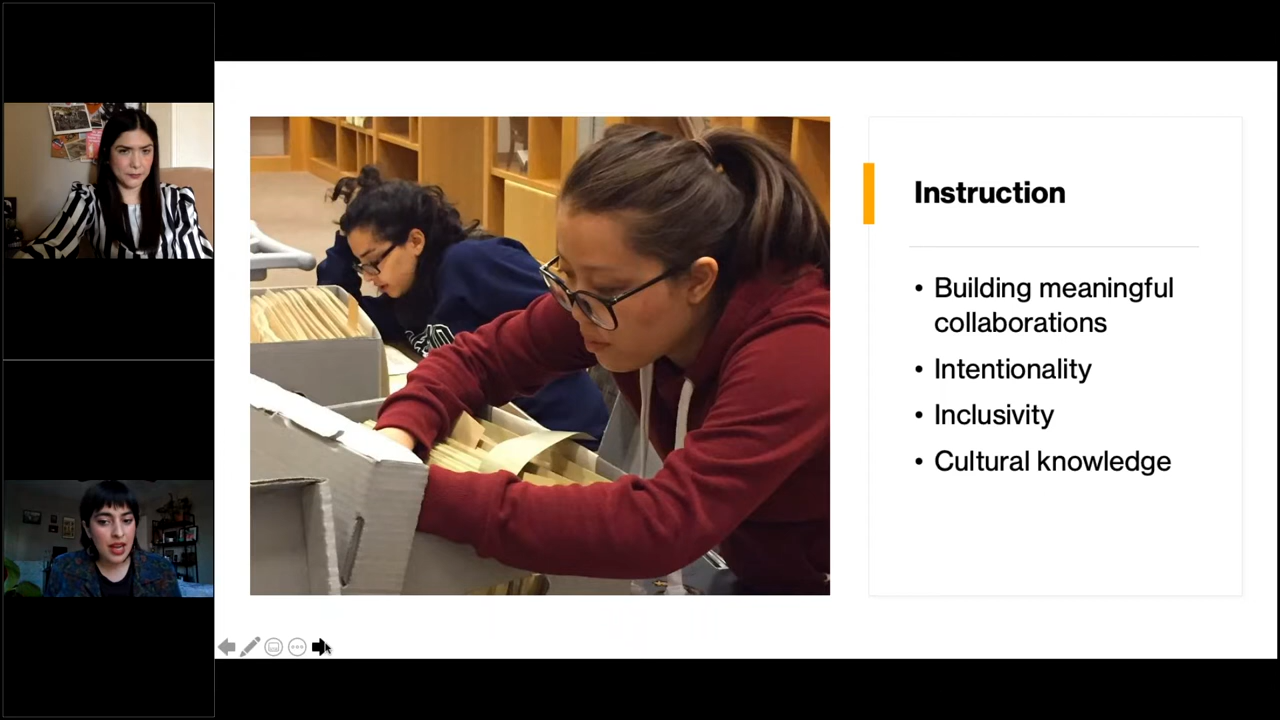 Instruction
• Building meaningful
collaborations
• Intentionality
• Inclusivity
• Cultural knowledge